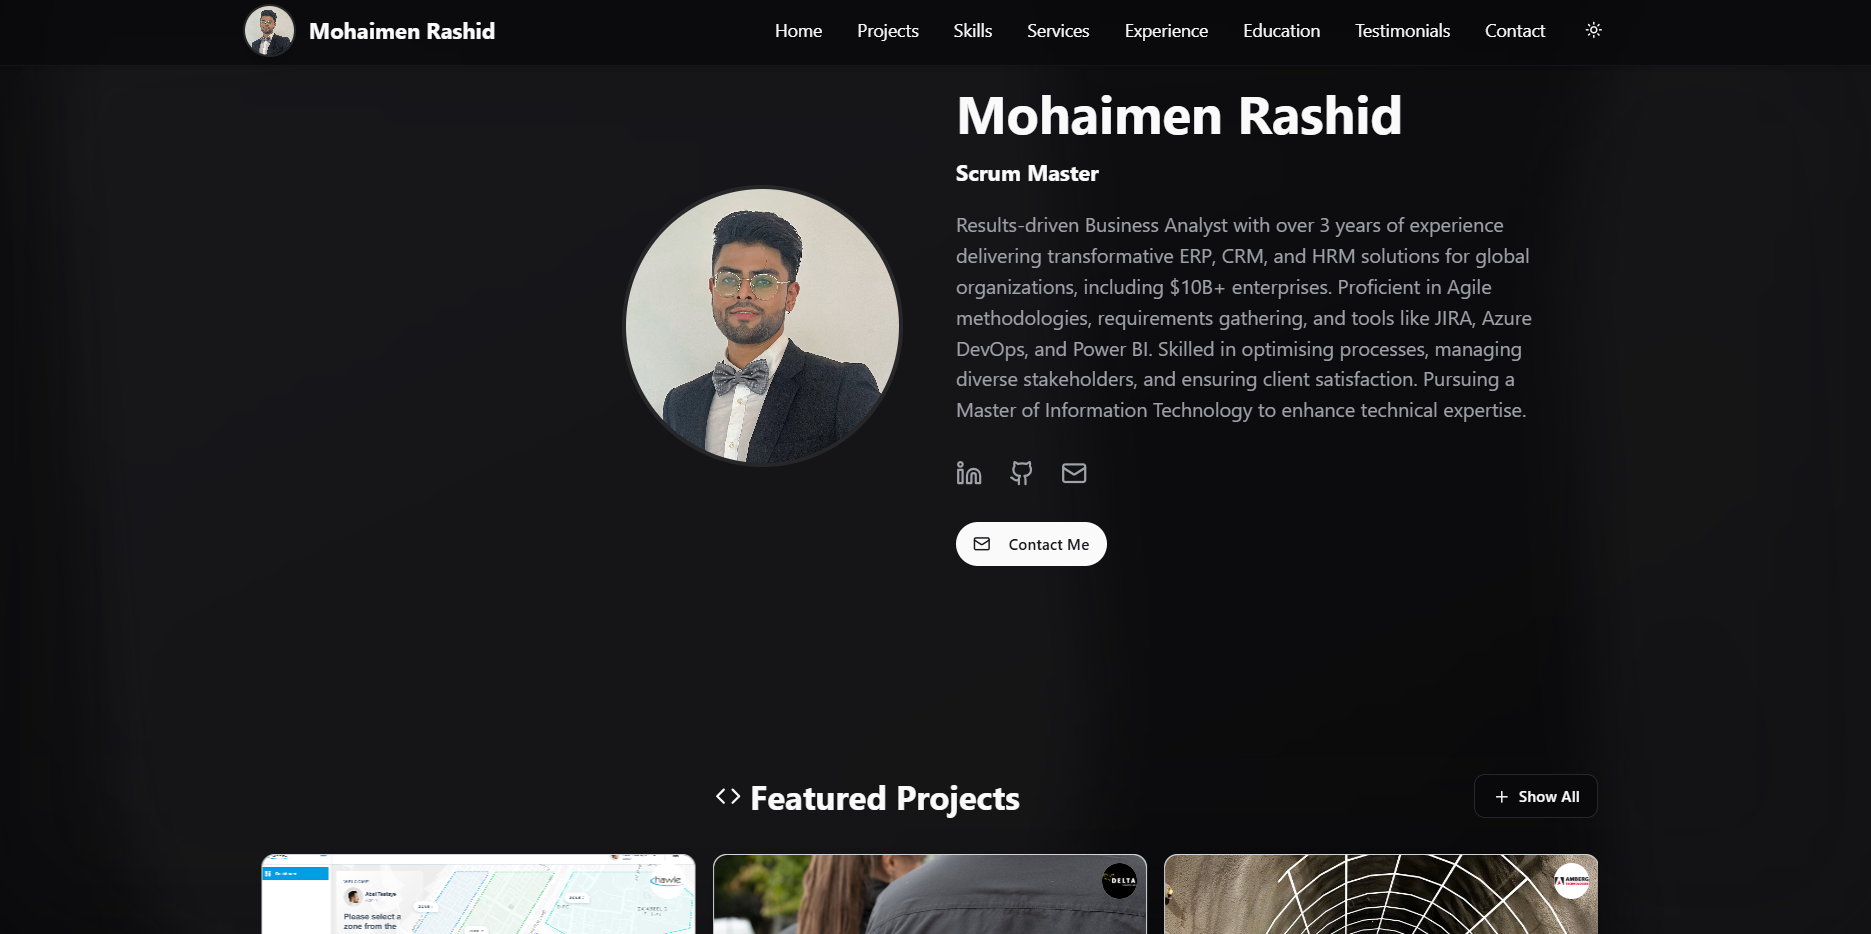 Mohaimen Rashid
Home Projects Skills Services Experience Education Testimonials Contact
Mohaimen Rashid
Scrum Master
Results-driven Business Analyst with over 3 years of experience
delivering transformative ERP, CRM, and HRM solutions for global
organizations, including $10B+ enterprises. Proficient in Agile
methodologies, requirements gathering, and tools like JIRA, Azure
DevOps, and Power BI. Skilled in optimising processes, managing
diverse stakeholders, and ensuring client satisfaction. Pursuing a
Master of Information Technology to enhance technical expertise.
Contact Me
Featured Projects
Show All
hawle
WELCOME
Please select a
zone from the
DELTA
AMBERG